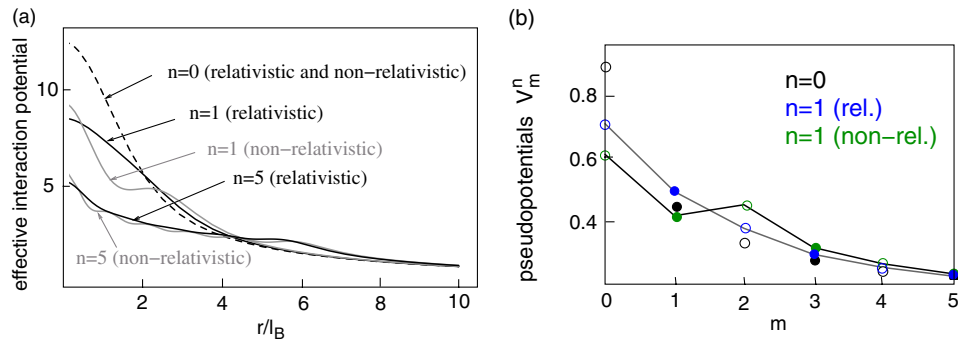 (a)
effective interaction potential
10
5
n=0 (relativistic and non−relativistic)
n=1 (relativistic)
n=1 (non−relativistic)
n=5 (relativistic)
n=5 (non−relativistic)
2 4 6 8 10
r/l_B
(b)
pseudopotentials V_m^n
0.8
0.6
0.4
n=0
n=1 (rel.)
n=1 (non−rel.)
0 1 2 3 4 5
m